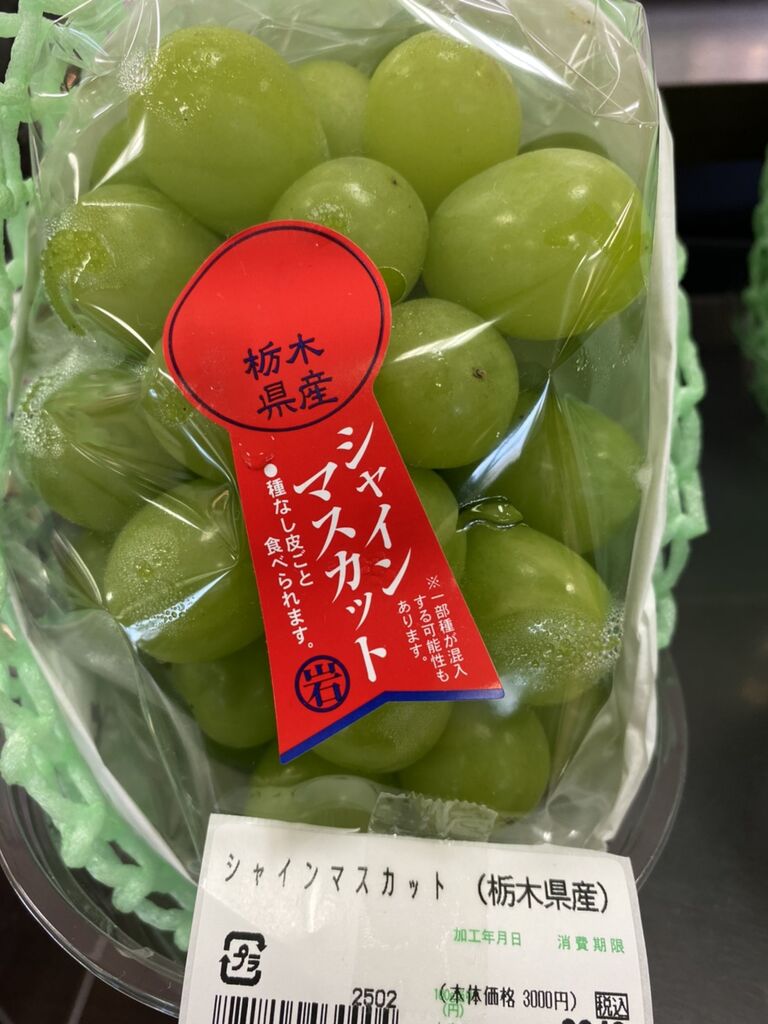 栃木
県産
シャイン
マスカット
●種なし皮ごと
食べられます。
※一部種が混入
する可能性も
あります。
岩
シャインマスカット (栃木県産)
加工年月日 消費期限
プラ
2502 (本体価格 3000円) 税込
(円)